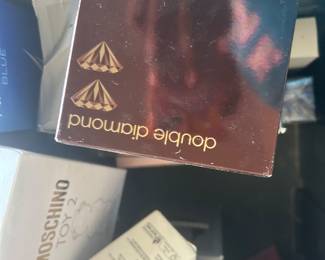 double diamond
MOSCHINO
TOY 2
BLUE